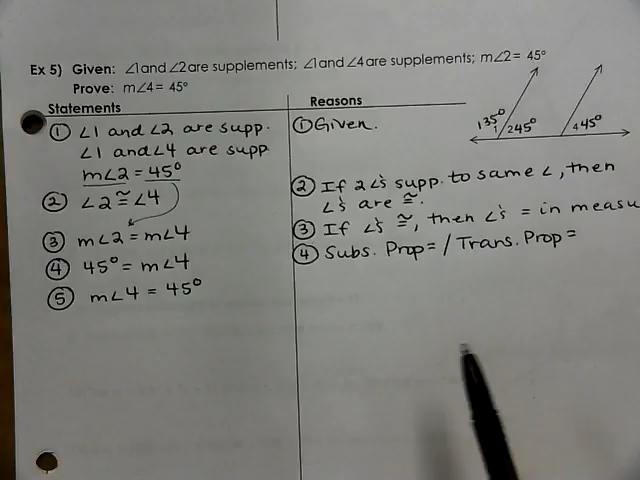 Ex 5) Given: ∠1 and ∠2 are supplements; ∠1 and ∠4 are supplements; m∠2 = 45°
Prove: m∠4 = 45°
Statements
Reasons
135°
1
245°
4 45°
① ∠1 and ∠2 are supp.
∠1 and ∠4 are supp
m∠2 = 45°
② ∠2 ≅ ∠4
③ m∠2 = m∠4
④ 45° = m∠4
⑤ m∠4 = 45°
① Given.
② If 2 ∠'s supp. to same ∠, then
∠'s are ≅.
③ If ∠'s ≅, then ∠'s = in measu
④ Subs. Prop= / Trans. Prop=